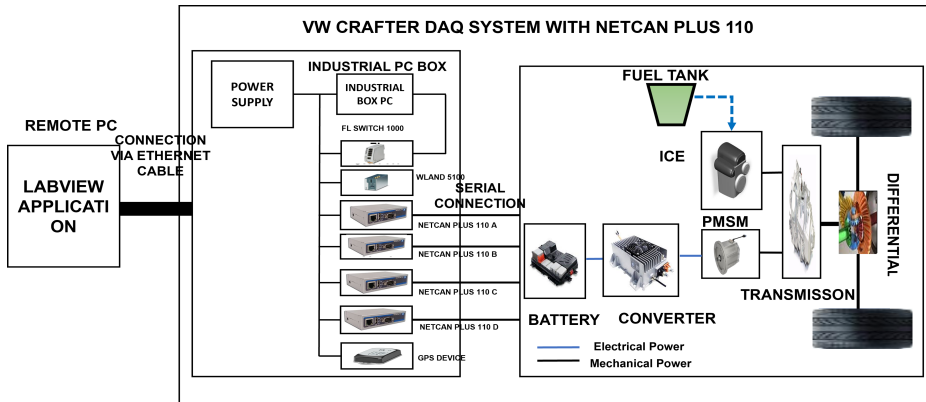 VW CRAFTER DAQ SYSTEM WITH NETCAN PLUS 110
INDUSTRIAL PC BOX
POWER
SUPPLY
INDUSTRIAL
BOX PC
FL SWITCH 1000
WLAND 5100
NETCAN PLUS 110 A
NETCAN PLUS 110 B
NETCAN PLUS 110 C
NETCAN PLUS 110 D
GPS DEVICE
REMOTE PC
LABVIEW
APPLICATI
ON
CONNECTION
VIA ETHERNET
CABLE
SERIAL
CONNECTION
FUEL TANK
ICE
PMSM
BATTERY
CONVERTER
TRANSMISSON
DIFFERENTIAL
Electrical Power
Mechanical Power